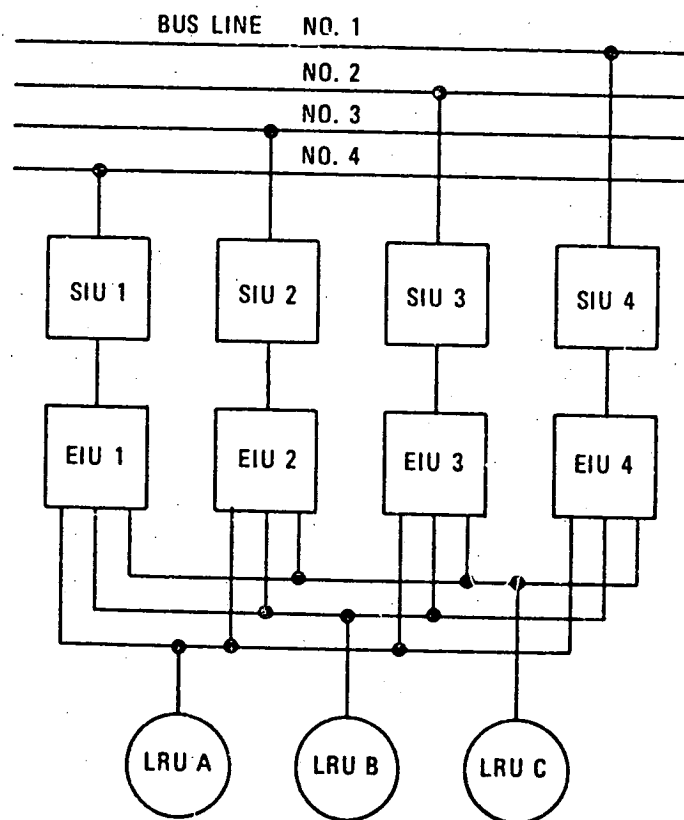 BUS LINE NO. 1
NO. 2
NO. 3
NO. 4
SIU 1 SIU 2 SIU 3 SIU 4
EIU 1 EIU 2 EIU 3 EIU 4
LRU A LRU B LRU C